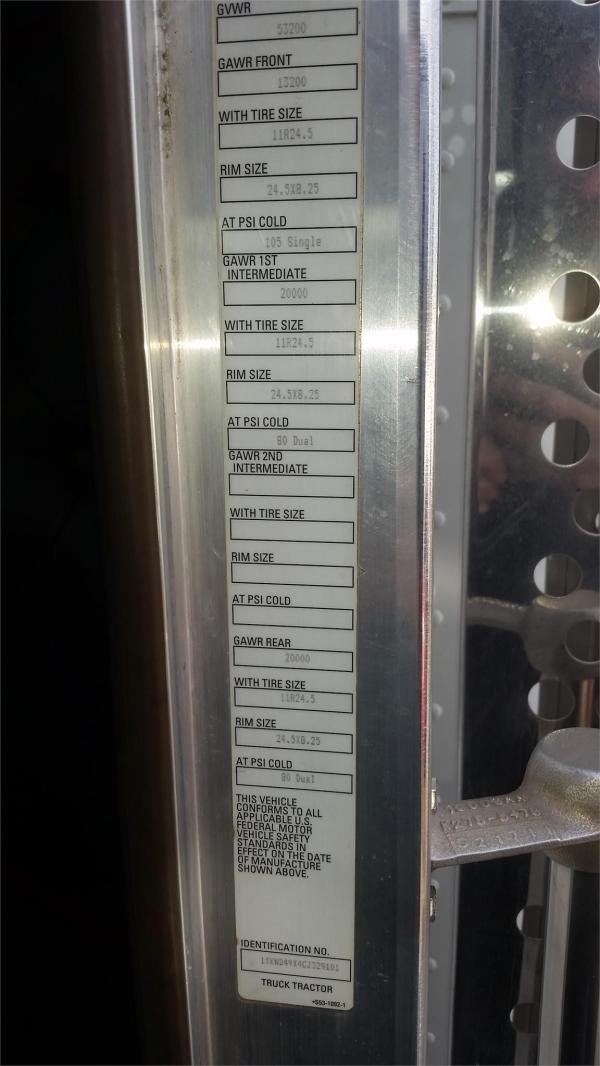 GVWR
53200
GAWR FRONT
13200
WITH TIRE SIZE
11R24.5
RIM SIZE
24.5X8.25
AT PSI COLD
105 Single
GAWR 1ST
INTERMEDIATE
20000
WITH TIRE SIZE
11R24.5
RIM SIZE
24.5X8.25
AT PSI COLD
80 Dual
GAWR 2ND
INTERMEDIATE
WITH TIRE SIZE
RIM SIZE
AT PSI COLD
GAWR REAR
20000
WITH TIRE SIZE
11R24.5
RIM SIZE
24.5X8.25
AT PSI COLD
80 Dual
THIS VEHICLE
CONFORMS TO ALL
APPLICABLE U.S.
FEDERAL MOTOR
VEHICLE SAFETY
STANDARDS IN
EFFECT ON THE DATE
OF MANUFACTURE
SHOWN ABOVE.
IDENTIFICATION NO.
TRUCK TRACTOR
+S53-1092-1